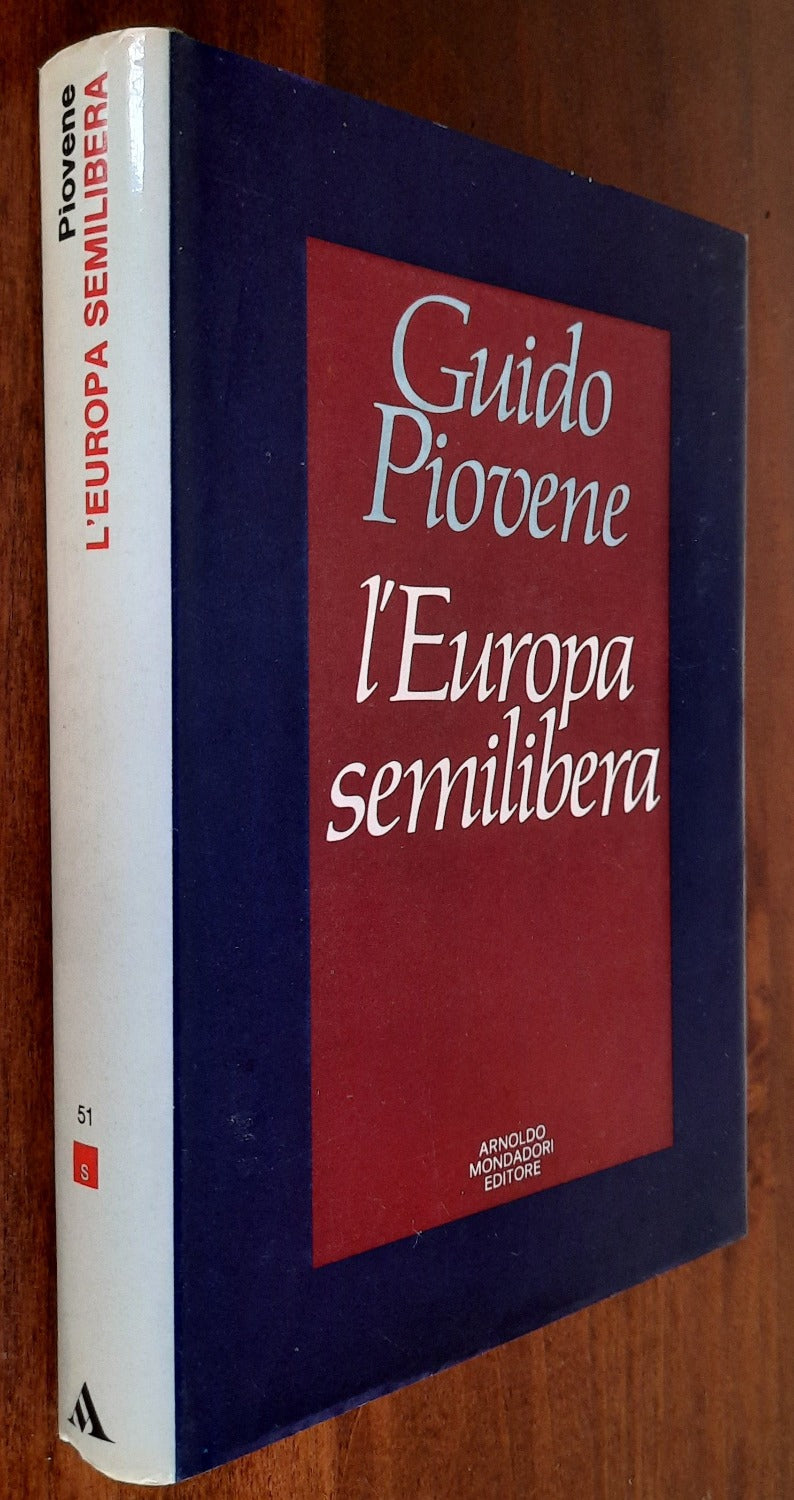 Piovene
L'EUROPA SEMILIBERA
51
S
Guido
Piovene
l'Europa
semilibera
ARNOLDO
MONDADORI
EDITORE